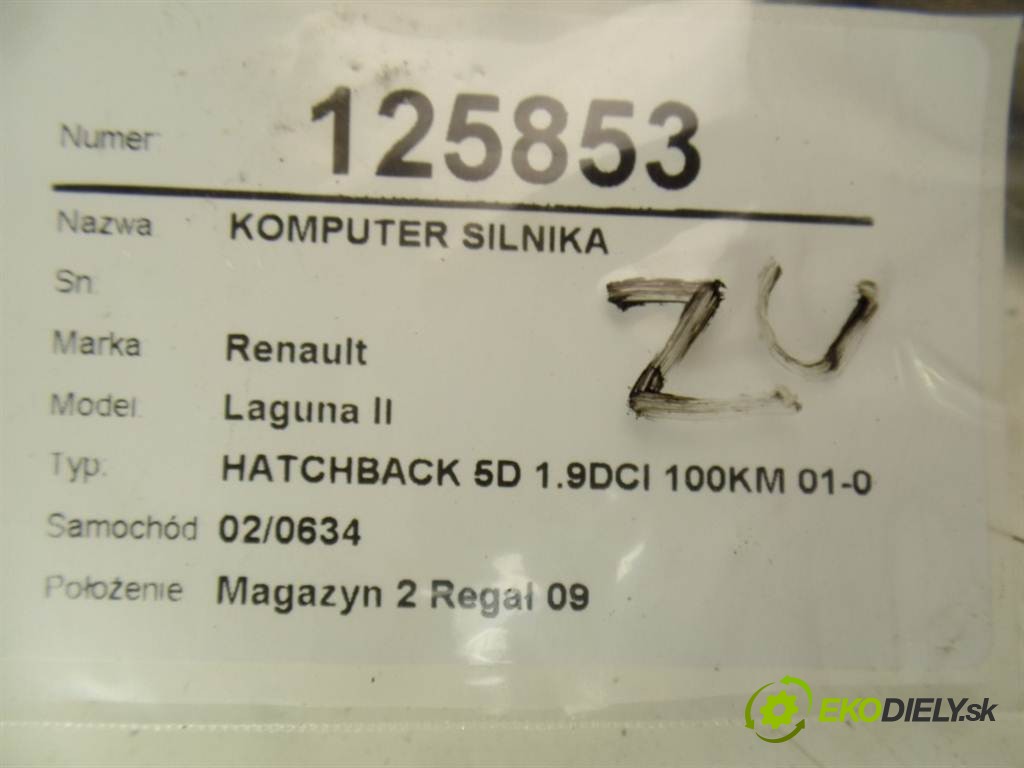 Numer: 125853
Nazwa KOMPUTER SILNIKA
Sn:
Marka Renault
Model: Laguna II
Typ: HATCHBACK 5D 1.9DCI 100KM 01-0
Samochód 02/0634
Położenie Magazyn 2 Regał 09
ZU
EKODIELY.sk